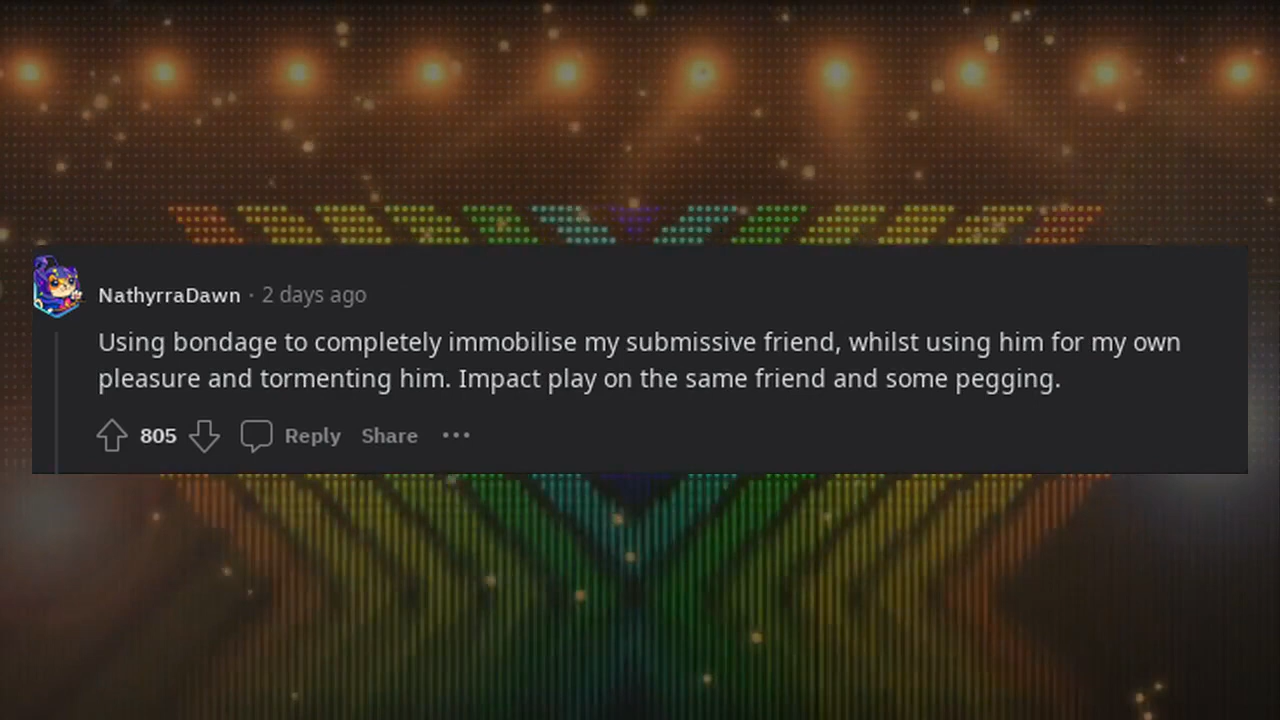 NathyrraDawn · 2 days ago
Using bondage to completely immobilise my submissive friend, whilst using him for my own
pleasure and tormenting him. Impact play on the same friend and some pegging.
805 Reply Share ···